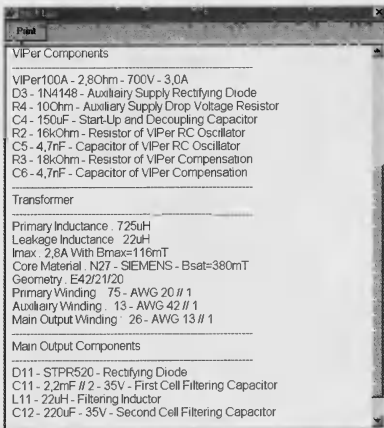 Print
VIPer Components
VIPer100A - 2,8Ohm - 700V - 3,0A
D3 - 1N4148 - Auxiliary Supply Rectifying Diode
R4 - 10Ohm - Auxiliary Supply Drop Voltage Resistor
C4 - 150uF - Start-Up and Decoupling Capacitor
R2 - 16kOhm - Resistor of VIPer RC Oscillator
C5 - 4,7nF - Capacitor of VIPer RC Oscillator
R3 - 18kOhm - Resistor of VIPer Compensation
C6 - 4,7nF - Capacitor of VIPer Compensation
Transformer
Primary Inductance . 725uH
Leakage Inductance 22uH
Imax . 2,8A With Bmax=116mT
Core Material . N27 - SIEMENS - Bsat=380mT
Geometry . E42/21/20
Primary Winding 75 - AWG 20 // 1
Auxiliairy Winding . 13 - AWG 42 // 1
Main Output Winding 26 - AWG 13 // 1
Main Output Components
D11 - STPR520 - Rectifying Diode
C11 - 2,2mF // 2 - 35V - First Cell Filtering Capacitor
L11 - 22uH - Filtering Inductor
C12 - 220uF - 35V - Second Cell Filtering Capacitor